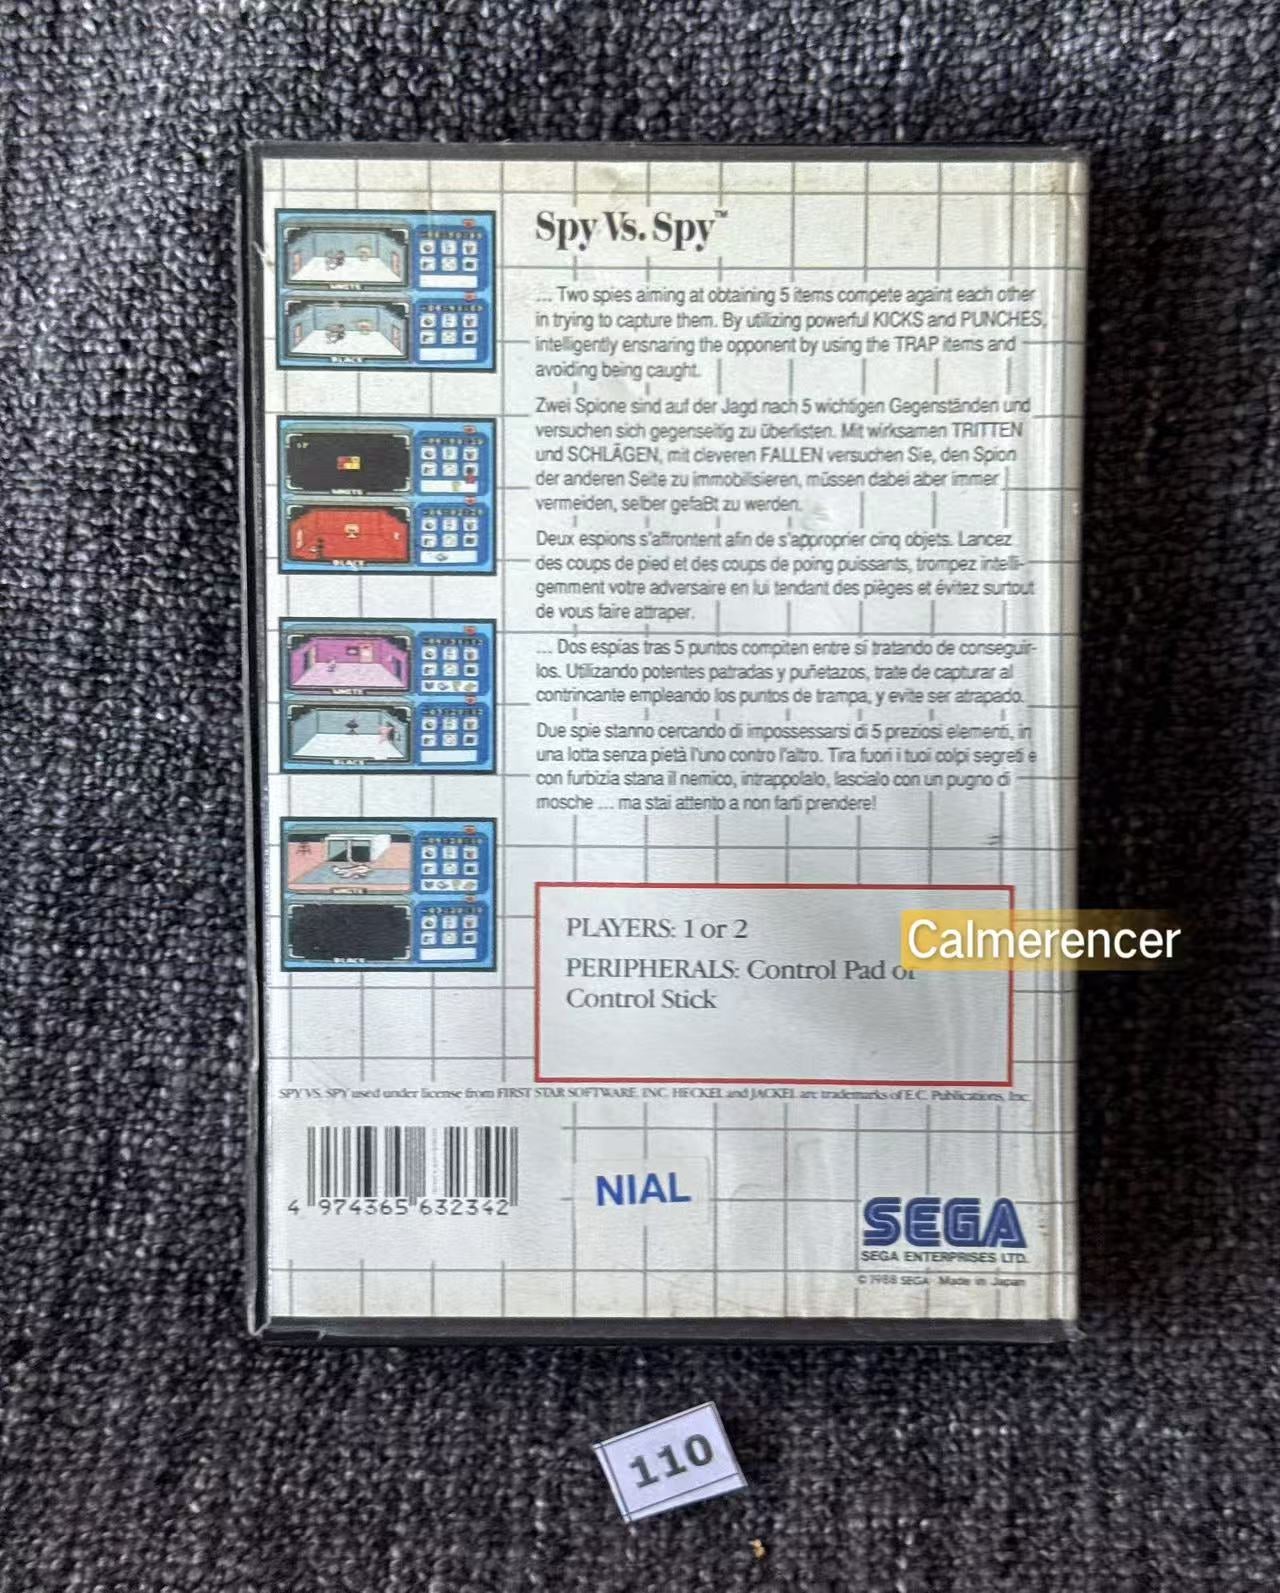 Spy Vs. Spy™
... Two spies aiming at obtaining 5 items compete againt each other
in trying to capture them. By utilizing powerful KICKS and PUNCHES,
intelligently ensnaring the opponent by using the TRAP items and
avoiding being caught.
Zwei Spione sind auf der Jagd nach 5 wichtigen Gegenständen und
versuchen sich gegenseitig zu überlisten. Mit wirksamen TRITTEN
und SCHLÄGEN, mit cleveren FALLEN versuchen Sie, den Spion
der anderen Seite zu immobilisieren, müssen dabei aber immer
vermeiden, selber gefaßt zu werden.
Deux espions s'affrontent afin de s'approprier cinq objets. Lancez
des coups de pied et des coups de poing puissants, trompez intelli-
gemment votre adversaire en lui tendant des pièges et évitez surtout
de vous faire attraper.
... Dos espías tras 5 puntos compiten entre sí tratando de conseguir-
los. Utilizando potentes patradas y puñetazos, trate de capturar al
contrincante empleando los puntos de trampa, y evite ser atrapado.
Due spie stanno cercando di impossessarsi di 5 preziosi elementi, in
una lotta senza pietà l'uno contro l'altro. Tira fuori i tuoi colpi segreti e
con furbizia stana il nemico, intrappolalo, lascialo con un pugno di
mosche ... ma stai attento a non farti prendere!
WHITE
BLACK
WHITE
BLACK
WHITE
BLACK
WHITE
BLACK
PLAYERS: 1 or 2
Calmerencer
PERIPHERALS: Control Pad or
Control Stick
SPY VS. SPY used under license from FIRST STAR SOFTWARE, INC. HECKEL and JACKEL are trademarks of E.C. Publications, Inc.
4 974365 632342
NIAL
SEGA
SEGA ENTERPRISES LTD.
© 1988 SEGA Made in Japan
110